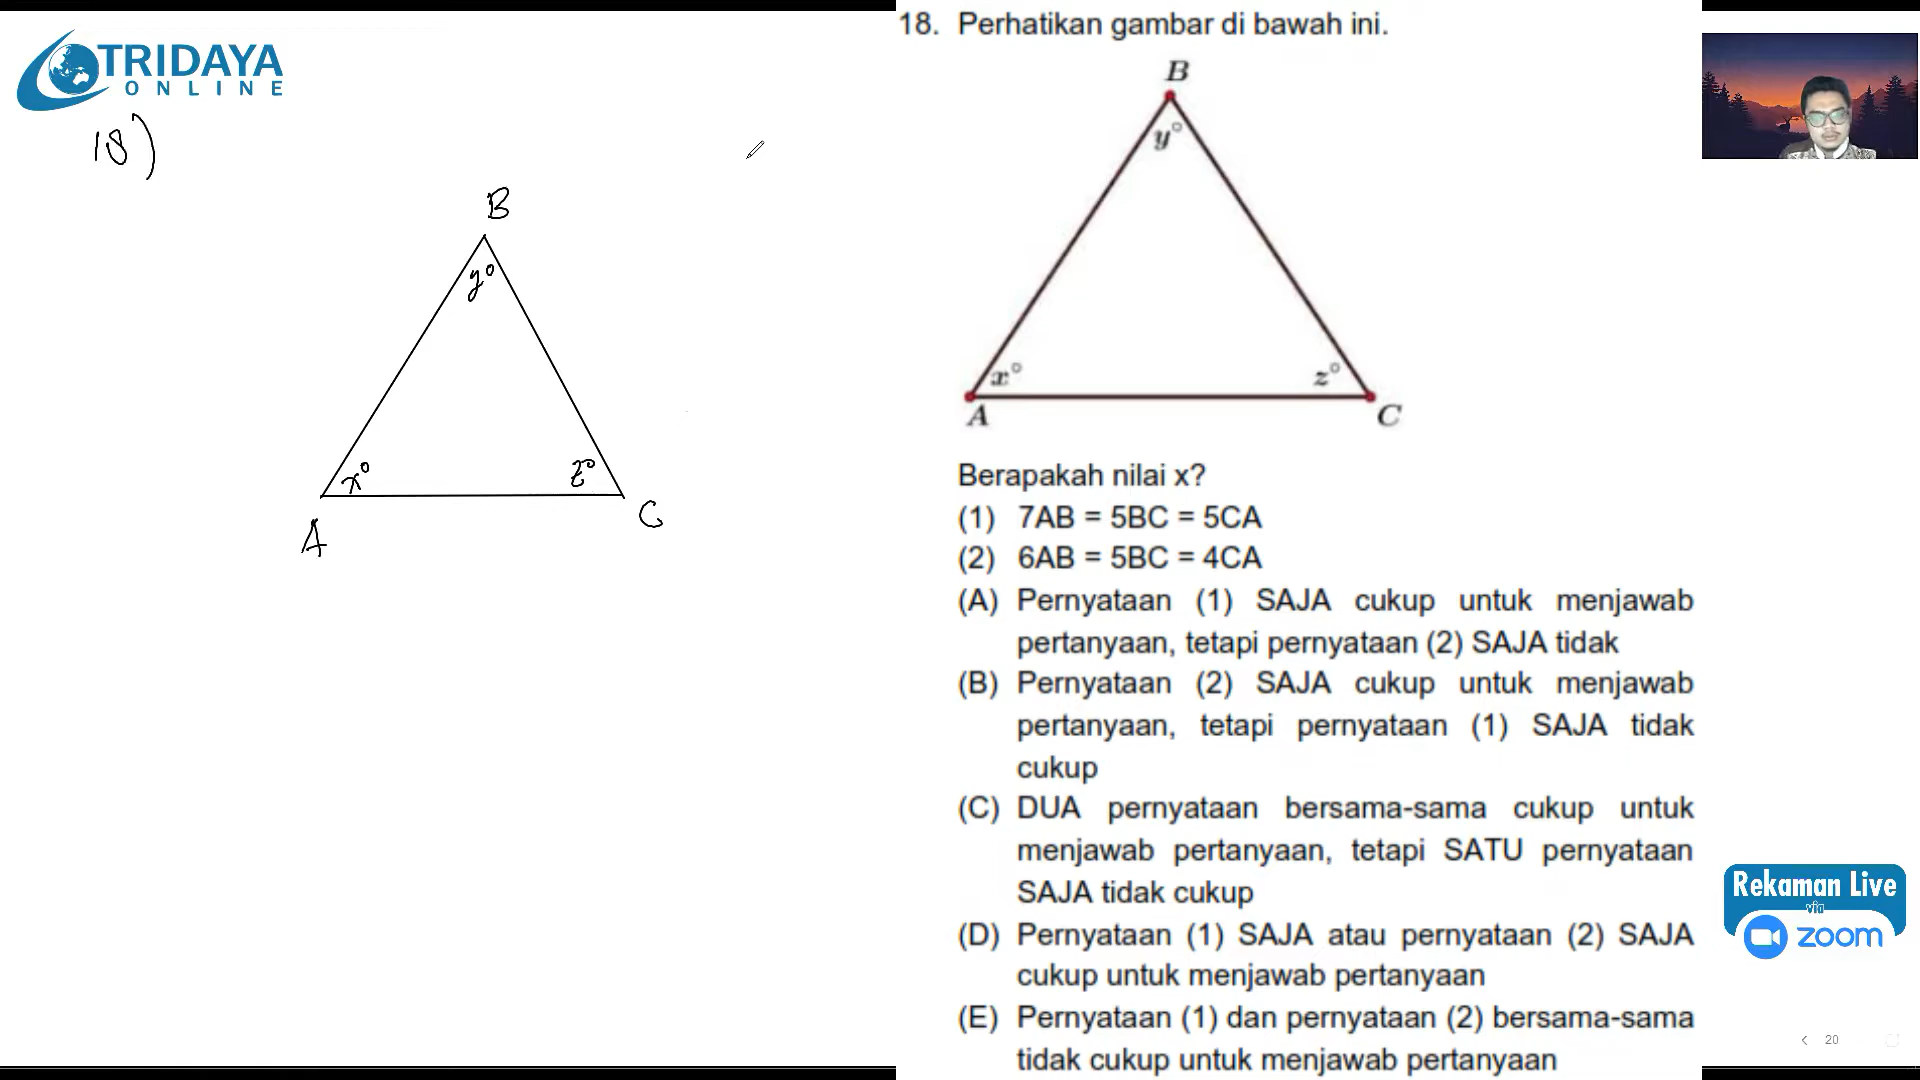 TRIDAYA
ONLINE
18)
B
y°
x°
z°
A
C
18. Perhatikan gambar di bawah ini.
B
y°
x°
z°
A
C
Berapakah nilai x?
(1) 7AB = 5BC = 5CA
(2) 6AB = 5BC = 4CA
(A) Pernyataan (1) SAJA cukup untuk menjawab
pertanyaan, tetapi pernyataan (2) SAJA tidak
(B) Pernyataan (2) SAJA cukup untuk menjawab
pertanyaan, tetapi pernyataan (1) SAJA tidak
cukup
(C) DUA pernyataan bersama-sama cukup untuk
menjawab pertanyaan, tetapi SATU pernyataan
SAJA tidak cukup
(D) Pernyataan (1) SAJA atau pernyataan (2) SAJA
cukup untuk menjawab pertanyaan
(E) Pernyataan (1) dan pernyataan (2) bersama-sama
tidak cukup untuk menjawab pertanyaan
Rekaman Live
via
zoom
20